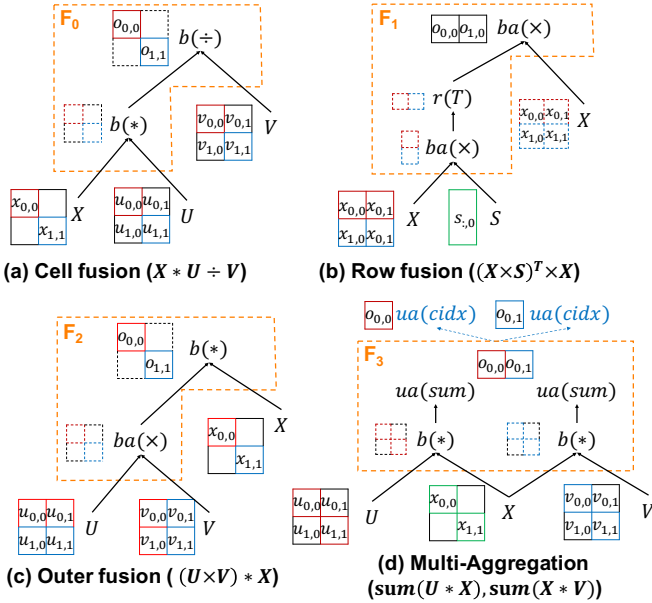 F₀
o₀,₀
o₁,₁
b(÷)
b(∗)
v₀,₀ v₀,₁
v₁,₀ v₁,₁
V
x₀,₀
x₁,₁
X
u₀,₀ u₀,₁
u₁,₀ u₁,₁
U
(a) Cell fusion (X ∗ U ÷ V)
F₁
o₀,₀ o₁,₀
ba(×)
r(T)
x₀,₀ x₀,₁
x₁,₀ x₁,₁
X
ba(×)
x₀,₀ x₀,₁
x₁,₀ x₀,₁
X
s:,₀
S
(b) Row fusion ((X×S)ᵀ×X)
F₂
o₀,₀
o₁,₁
b(∗)
ba(×)
x₀,₀
x₁,₁
X
u₀,₀ u₀,₁
u₁,₀ u₁,₁
U
v₀,₀ v₀,₁
v₁,₀ v₁,₁
V
(c) Outer fusion ( (U×V) ∗ X)
o₀,₀ ua(cidx)
o₀,₁ ua(cidx)
F₃
o₀,₀ o₀,₁
ua(sum)
ua(sum)
b(∗)
b(∗)
u₀,₀ u₀,₁
u₁,₀ u₁,₁
U
x₀,₀
x₁,₁
X
v₀,₀ v₀,₁
v₁,₀ v₁,₁
V
(d) Multi-Aggregation
(sum(U ∗ X), sum(X ∗ V))